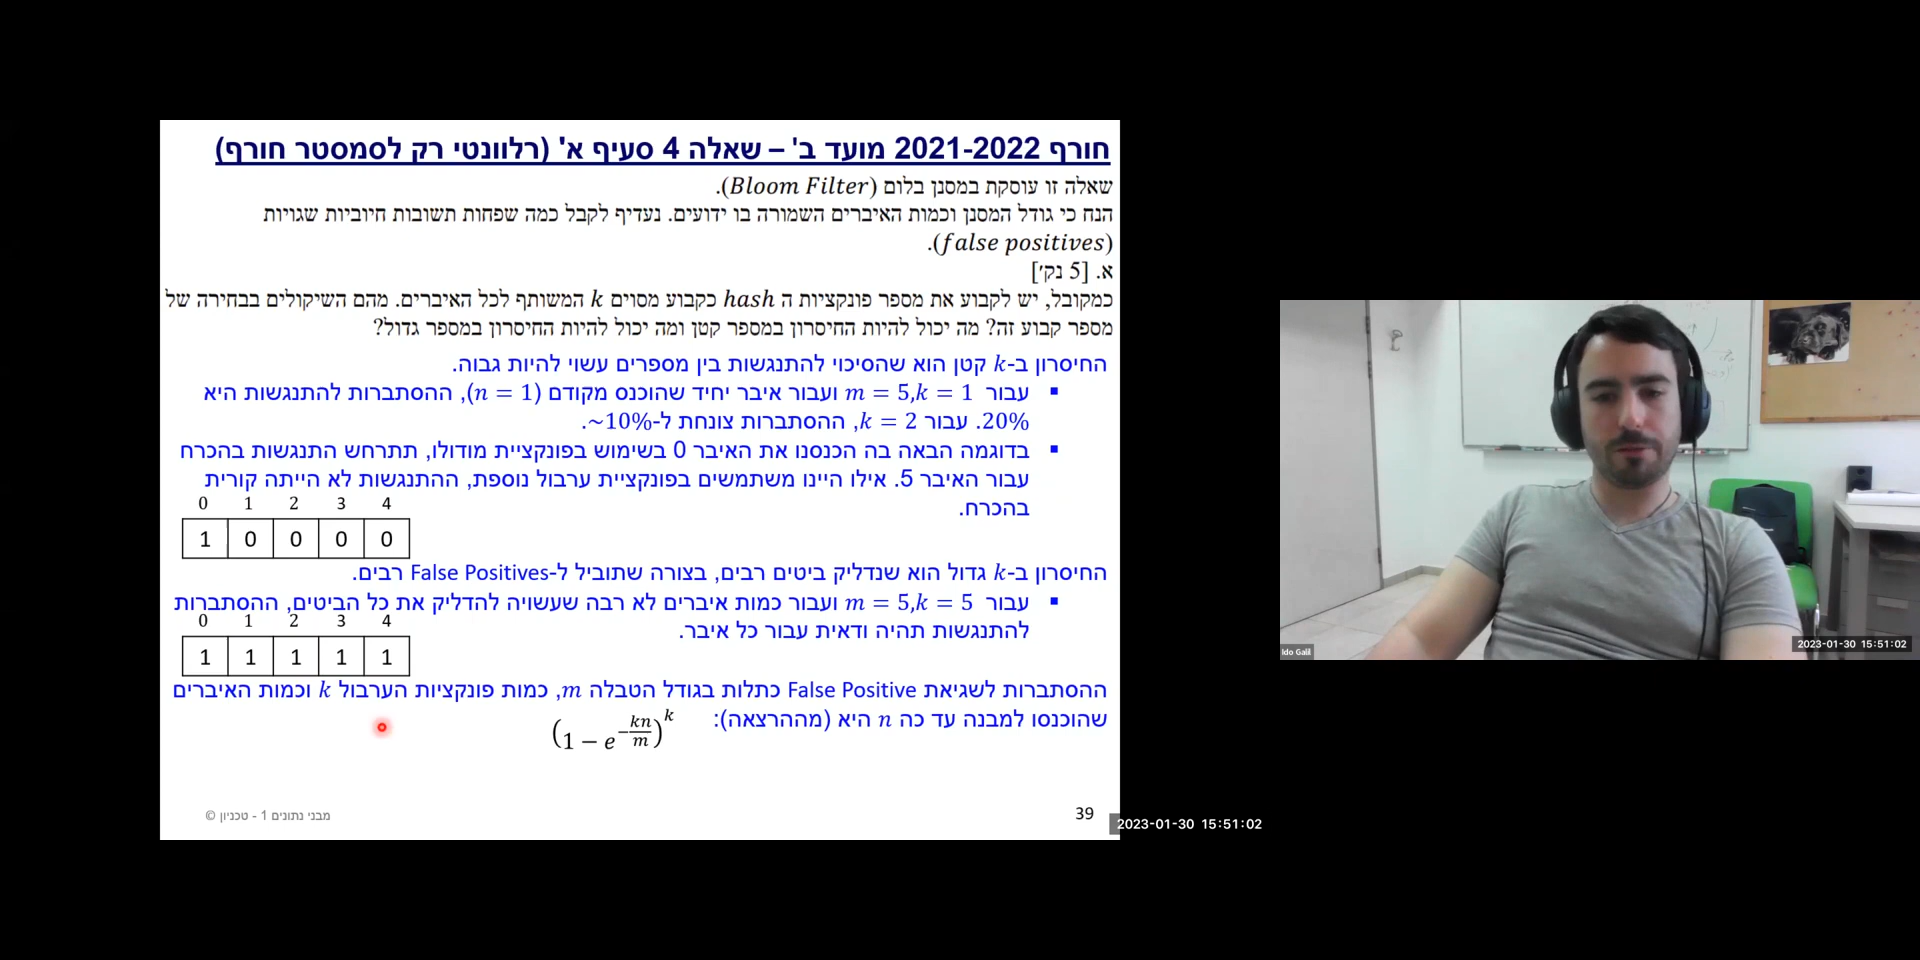 חורף 2021-2022 מועד ב' – שאלה 4 סעיף א' (רלוונטי רק לסמסטר חורף)
שאלה זו עוסקת במסנן בלום (Bloom Filter).
הנח כי גודל המסנן וכמות האיברים השמורה בו ידועים. נעדיף לקבל כמה שפחות תשובות חיוביות שגויות
(false positives).
א. [5 נק']
כמקובל, יש לקבוע את מספר פונקציות ה hash כקבוע מסוים k המשותף לכל האיברים. מהם השיקולים בבחירה של
מספר קבוע זה? מה יכול להיות החיסרון במספר קטן ומה יכול להיות החיסרון במספר גדול?
החיסרון ב-k קטן הוא שהסיכוי להתנגשות בין מספרים עשוי להיות גבוה.
▪ עבור m = 5,k = 1 ועבור איבר יחיד שהוכנס מקודם (n = 1), ההסתברות להתנגשות היא
20%. עבור k = 2, ההסתברות צונחת ל-10%~.
▪ בדוגמה הבאה בה הכנסנו את האיבר 0 בשימוש בפונקציית מודולו, תתרחש התנגשות בהכרח
עבור האיבר 5. אילו היינו משתמשים בפונקציית ערבול נוספת, ההתנגשות לא הייתה קורית
בהכרח.
0 1 2 3 4
1 0 0 0 0
החיסרון ב-k גדול הוא שנדליק ביטים רבים, בצורה שתוביל ל-False Positives רבים.
▪ עבור m = 5,k = 5 ועבור כמות איברים לא רבה שעשויה להדליק את כל הביטים, ההסתברות
להתנגשות תהיה ודאית עבור כל איבר.
0 1 2 3 4
1 1 1 1 1
ההסתברות לשגיאת False Positive כתלות בגודל הטבלה m, כמות פונקציות הערבול k וכמות האיברים
שהוכנסו למבנה עד כה n היא (מההרצאה): (1 − e^{−kn/m})^k
מבני נתונים 1 - טכניון ©
39
2023-01-30 15:51:02
Ido Galil
2023-01-30 15:51:02